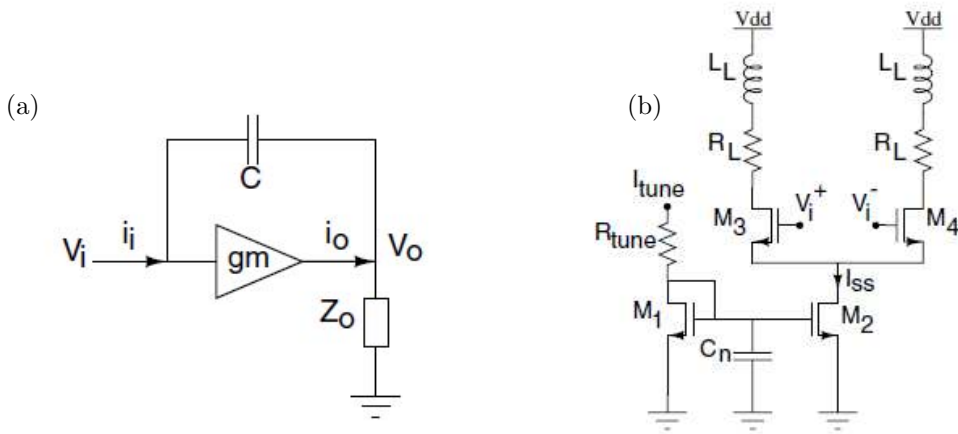 (a)
C
Vi
ii
gm
io
Vo
Zo
(b)
Vdd
Vdd
LL
LL
RL
RL
Itune
Rtune
M3
Vi+
Vi-
M4
Iss
M1
M2
Cn